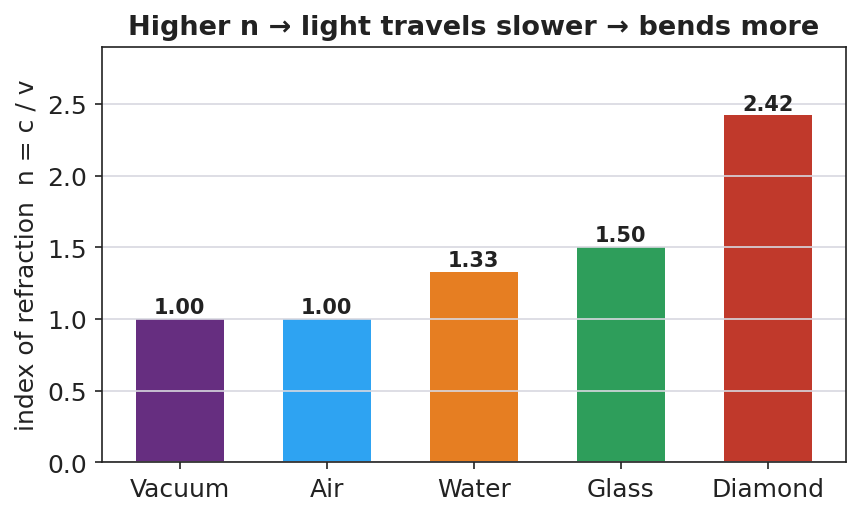 Higher n → light travels slower → bends more
index of refraction  n = c / v
2.5
2.0
1.5
1.0
0.5
0.0
1.00
1.00
1.33
1.50
2.42
Vacuum
Air
Water
Glass
Diamond